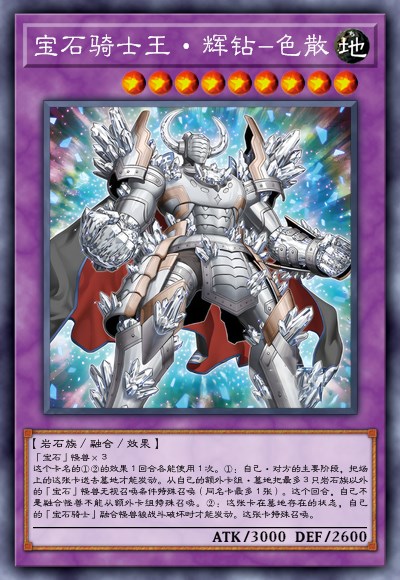 宝石骑士王·辉钻-色散 地
【岩石族/融合/效果】
「宝石」怪兽×3
这个卡名的①②的效果1回合各能使用1次。①：自己·对方的主要阶段，把场
上的这张卡送去墓地才能发动。从自己的额外卡组·墓地把最多3只岩石族以外
的「宝石」怪兽无视召唤条件特殊召唤（同名卡最多1张）。这个回合，自己不
是融合怪兽不能从额外卡组特殊召唤。②：这张卡在墓地存在的状态，自己
的「宝石骑士」融合怪兽被战斗破坏时才能发动。这张卡特殊召唤。
ATK/3000 DEF/2600